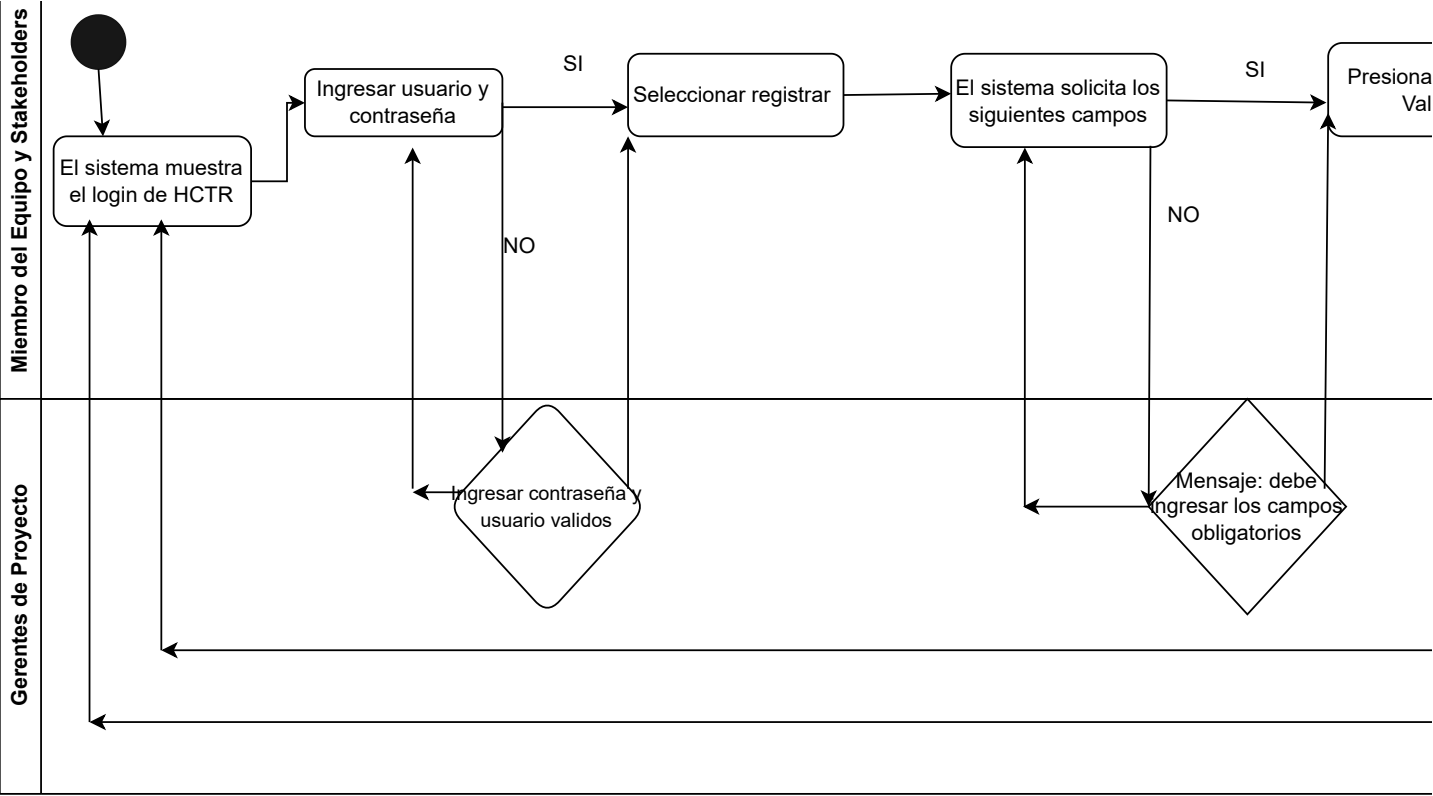 Miembro del Equipo y Stakeholders
El sistema muestra
el login de HCTR
Ingresar usuario y
contraseña
SI
NO
Seleccionar registrar
El sistema solicita los
siguientes campos
SI
NO
Presiona
Val
Gerentes de Proyecto
Ingresar contraseña y
usuario validos
Mensaje: debe
ingresar los campos
obligatorios